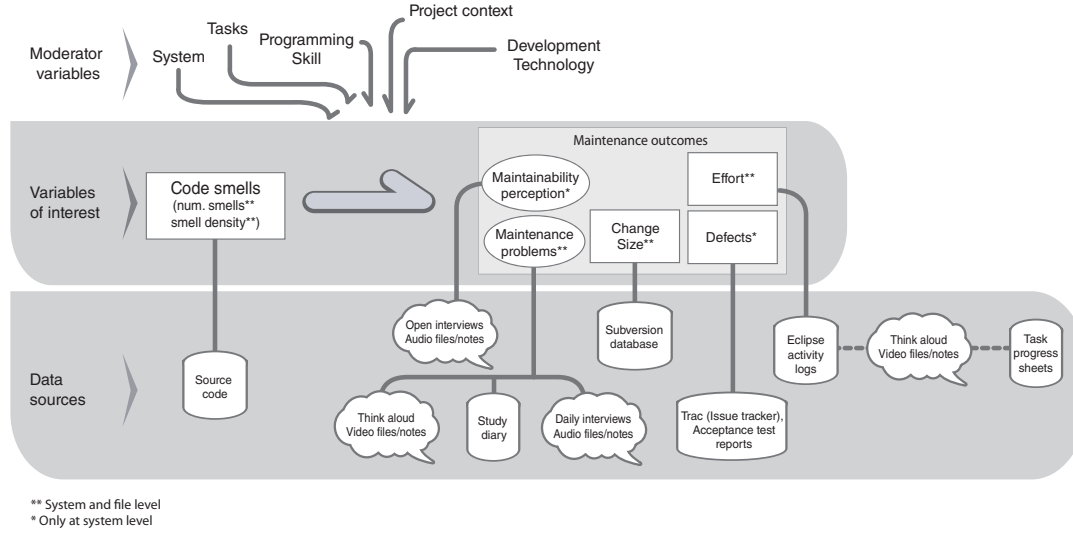 Project context
Tasks
Programming
Skill
Development
Technology
System
Moderator
variables
Maintenance outcomes
Variables
of interest
Code smells
(num. smells**
smell density**)
Maintainability
perception*
Effort**
Maintenance
problems**
Change
Size**
Defects*
Data
sources
Source
code
Open interviews
Audio files/notes
Subversion
database
Eclipse
activity
logs
Think aloud
Video files/notes
Task
progress
sheets
Think aloud
Video files/notes
Study
diary
Daily interviews
Audio files/notes
Trac (Issue tracker),
Acceptance test
reports
** System and file level
* Only at system level